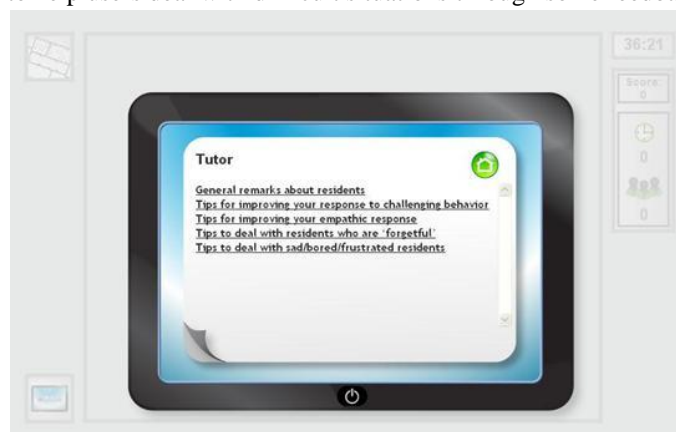 36:21
Score:
0
0
0
Tutor
General remarks about residents
Tips for improving your response to challenging behavior
Tips for improving your empathic response
Tips to deal with residents who are 'forgetful'
Tips to deal with sad/bored/frustrated residents